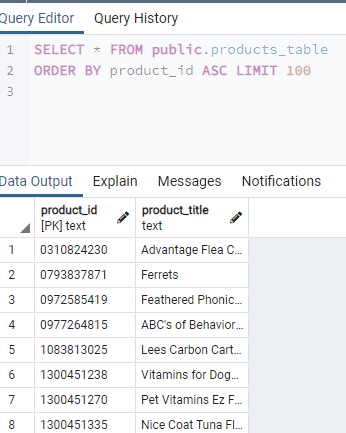 Query Editor Query History
1 SELECT * FROM public.products_table
2 ORDER BY product_id ASC LIMIT 100
3
Data Output Explain Messages Notifications
product_id product_title
[PK] text text
1 0310824230 Advantage Flea C...
2 0793837871 Ferrets
3 0972585419 Feathered Phonic...
4 0977264815 ABC's of Behavior...
5 1083813025 Lees Carbon Cart...
6 1300451238 Vitamins for Dog...
7 1300451270 Pet Vitamins Ez F...
8 1300451335 Nice Coat Tuna Fl...